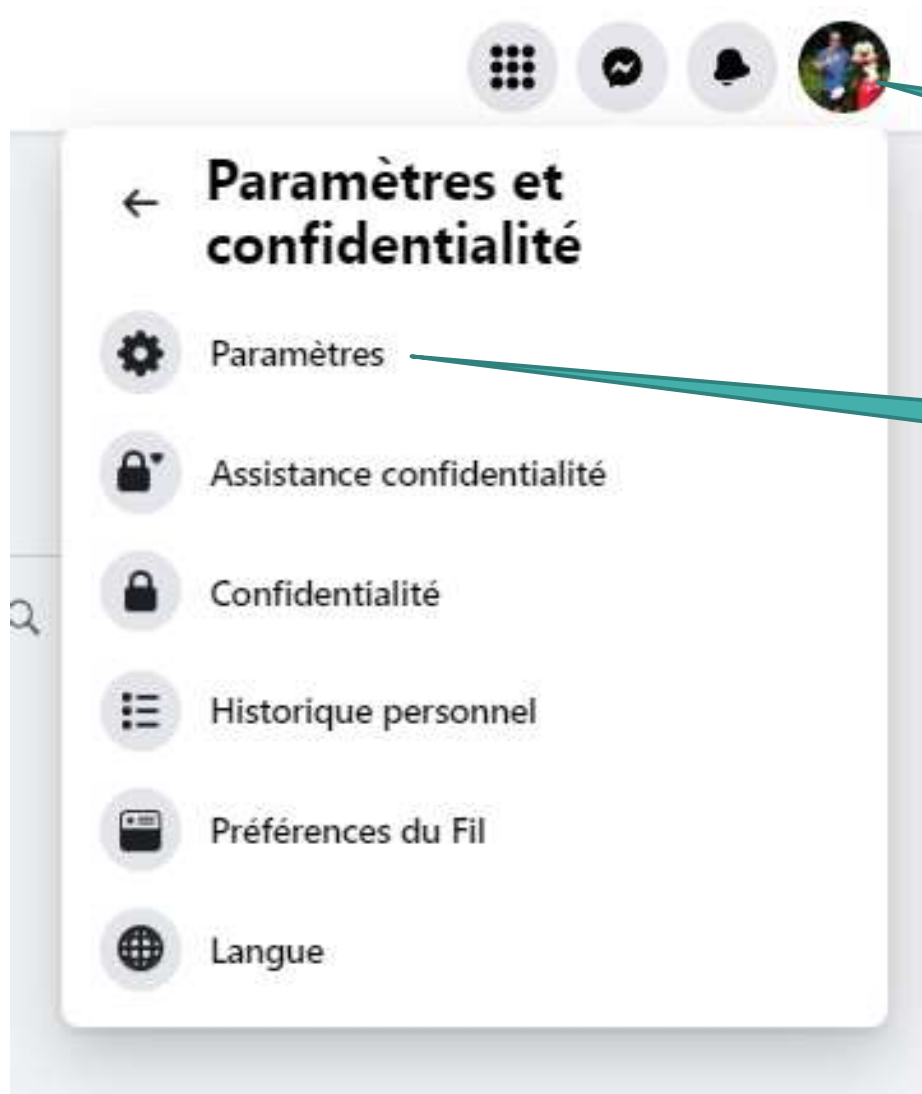 Paramètres et
confidentialité
Paramètres
Assistance confidentialité
Confidentialité
Historique personnel
Préférences du Fil
Langue